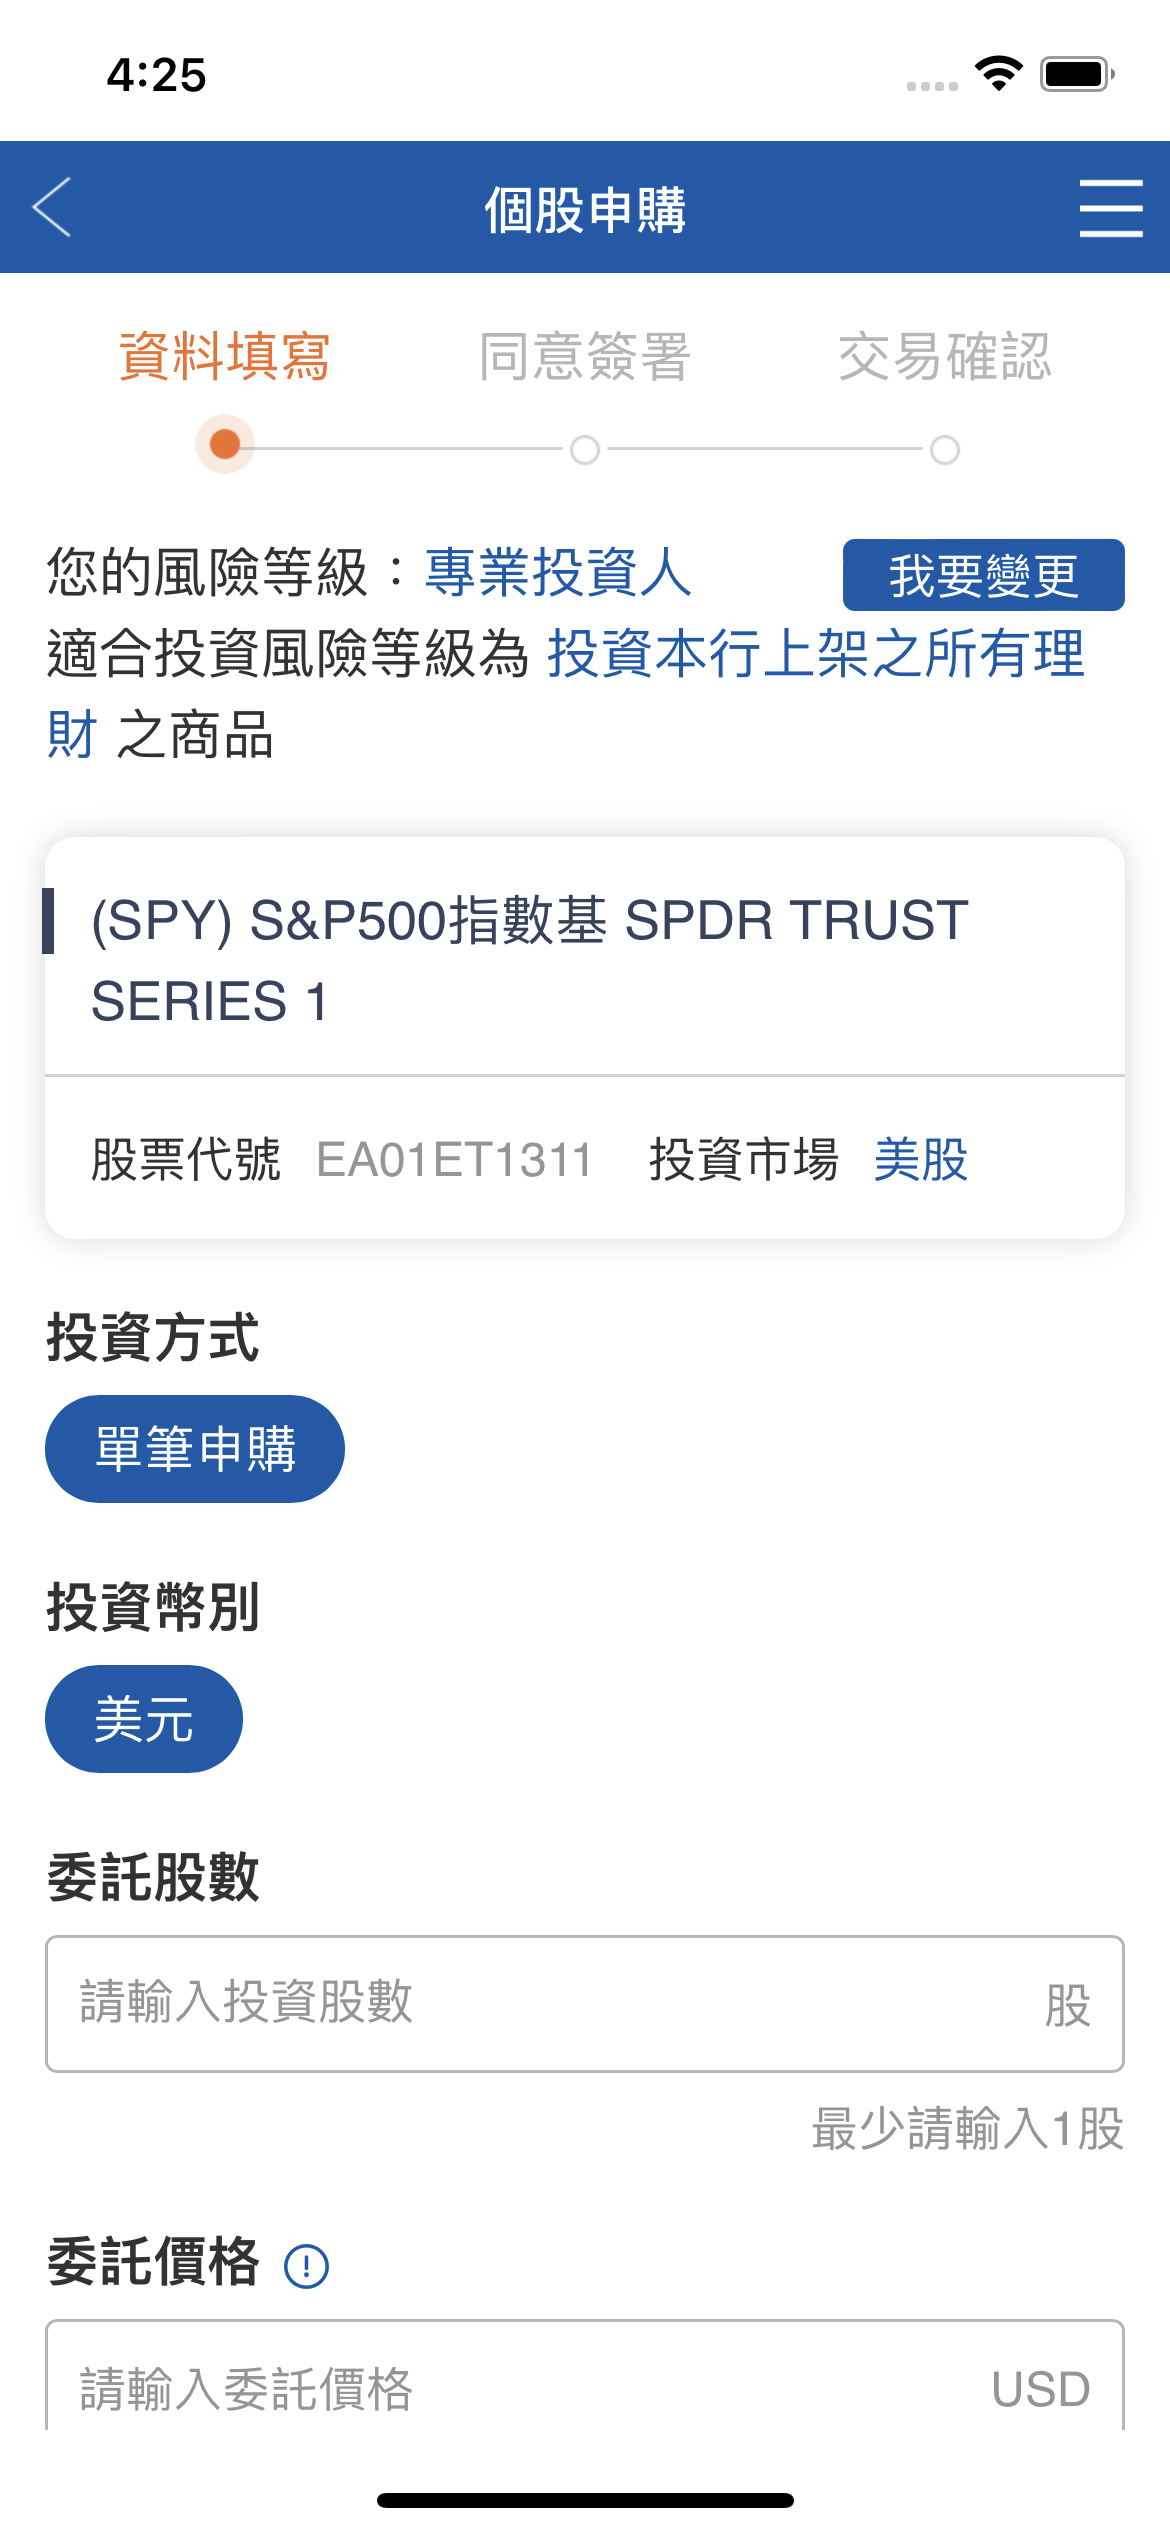 4:25
個股申購
資料填寫 同意簽署 交易確認
您的風險等級：專業投資人 我要變更
適合投資風險等級為 投資本行上架之所有理
財 之商品
(SPY) S&P500指數基 SPDR TRUST
SERIES 1
股票代號 EA01ET1311 投資市場 美股
投資方式
單筆申購
投資幣別
美元
委託股數
請輸入投資股數 股
最少請輸入1股
委託價格
請輸入委託價格 USD